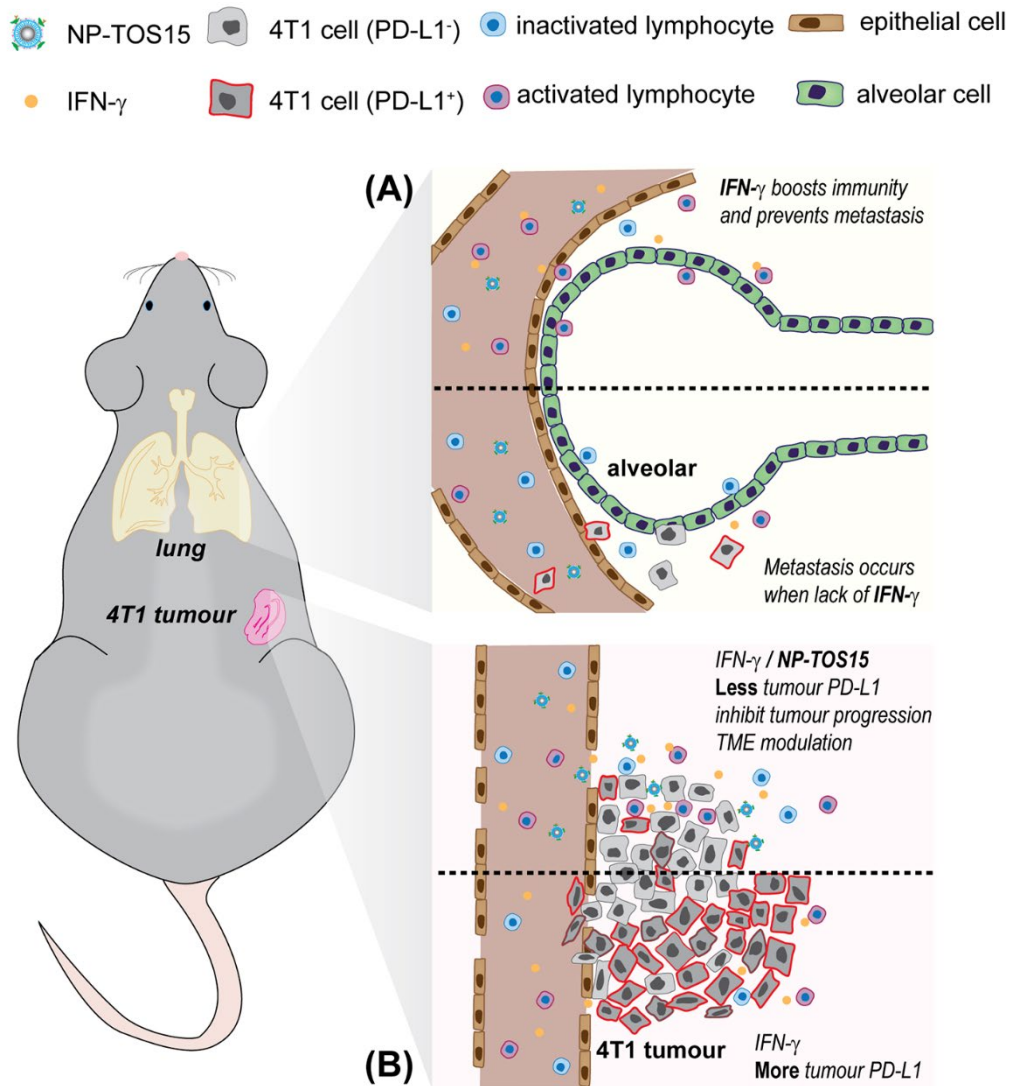 NP-TOS15
4T1 cell (PD-L1⁻)
inactivated lymphocyte
epithelial cell
IFN-γ
4T1 cell (PD-L1⁺)
activated lymphocyte
alveolar cell
(A)
IFN-γ boosts immunity
and prevents metastasis
alveolar
lung
Metastasis occurs
when lack of IFN-γ
4T1 tumour
IFN-γ / NP-TOS15
Less tumour PD-L1
inhibit tumour progression
TME modulation
4T1 tumour
IFN-γ
More tumour PD-L1
(B)